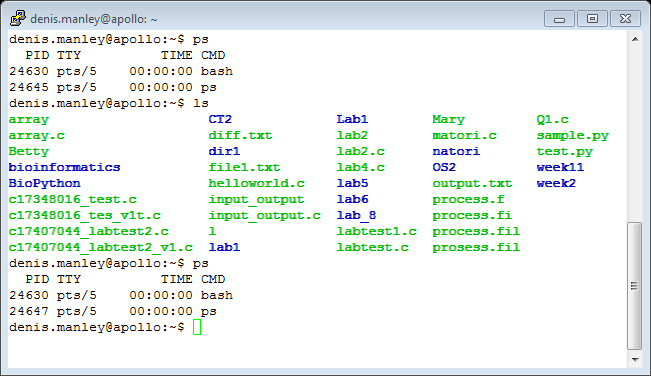 denis.manley@apollo: ~
denis.manley@apollo:~$ ps
  PID TTY          TIME CMD
24630 pts/5    00:00:00 bash
24645 pts/5    00:00:00 ps
denis.manley@apollo:~$ ls
array                   CT2             Lab1        Mary         Q1.c
array.c                 diff.txt        lab2        matori.c     sample.py
Betty                   dir1            lab2.c      natori       test.py
bioinformatics          file1.txt       lab4.c      OS2          week11
BioPython               helloworld.c    lab5        output.txt   week2
c17348016_test.c        input_output    lab6        process.f
c17348016_tes_v1t.c     input_output.c  lab_8       process.fi
c17407044_labtest2.c    l               labtest1.c  process.fil
c17407044_labtest2_v1.c lab1            labtest.c   prosess.fil
denis.manley@apollo:~$ ps
  PID TTY          TIME CMD
24630 pts/5    00:00:00 bash
24647 pts/5    00:00:00 ps
denis.manley@apollo:~$